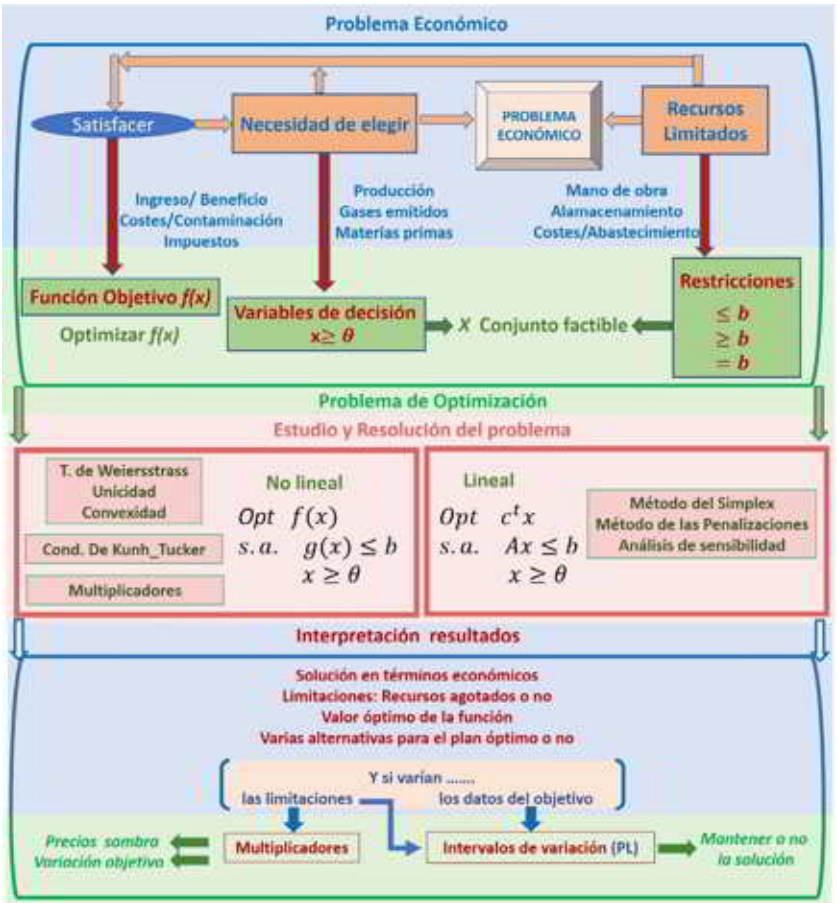 Problema Económico
Satisfacer
Necesidad de elegir
PROBLEMA
ECONÓMICO
Recursos
Limitados
Ingreso/ Beneficio
Costes/Contaminación
Impuestos
Producción
Gases emitidos
Materías primas
Mano de obra
Alamacenamiento
Costes/Abastecimiento
Función Objetivo f(x)
Optimizar f(x)
Variables de decisión
x≥ θ
X Conjunto factible
Restricciones
≤ b
≥ b
= b
Problema de Optimización
Estudio y Resolución del problema
T. de Weiersstrass
Unicidad
Convexidad
Cond. De Kunh_Tucker
Multiplicadores
No lineal
Opt f(x)
s.a. g(x) ≤ b
x ≥ θ
Lineal
Opt cᵗx
s.a. Ax ≤ b
x ≥ θ
Método del Simplex
Método de las Penalizaciones
Análisis de sensibilidad
Interpretación resultados
Solución en términos económicos
Limitaciones: Recursos agotados o no
Valor óptimo de la función
Varias alternativas para el plan óptimo o no
Y si varían .......
las limitaciones
los datos del objetivo
Precios sombra
Variación objetivo
Multiplicadores
Intervalos de variación (PL)
Mantener o no
la solución